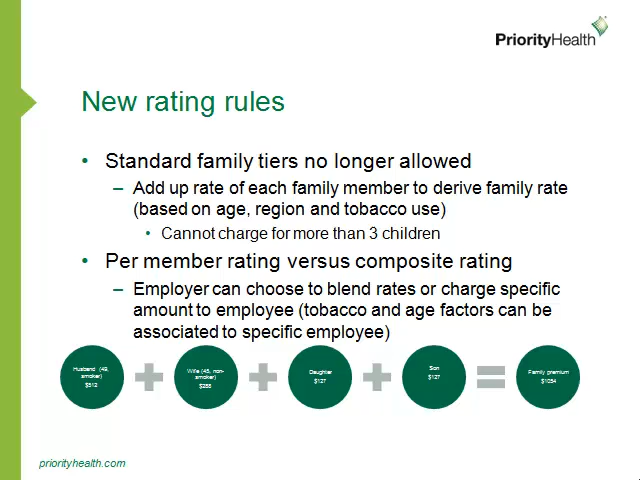 PriorityHealth
New rating rules
• Standard family tiers no longer allowed
– Add up rate of each family member to derive family rate
(based on age, region and tobacco use)
• Cannot charge for more than 3 children
• Per member rating versus composite rating
– Employer can choose to blend rates or charge specific
amount to employee (tobacco and age factors can be
associated to specific employee)
Husband (49,
smoker)
$512
Wife (45, non-
smoker)
$288
Daughter
$127
Son
$127
Family premium
$1054
priorityhealth.com